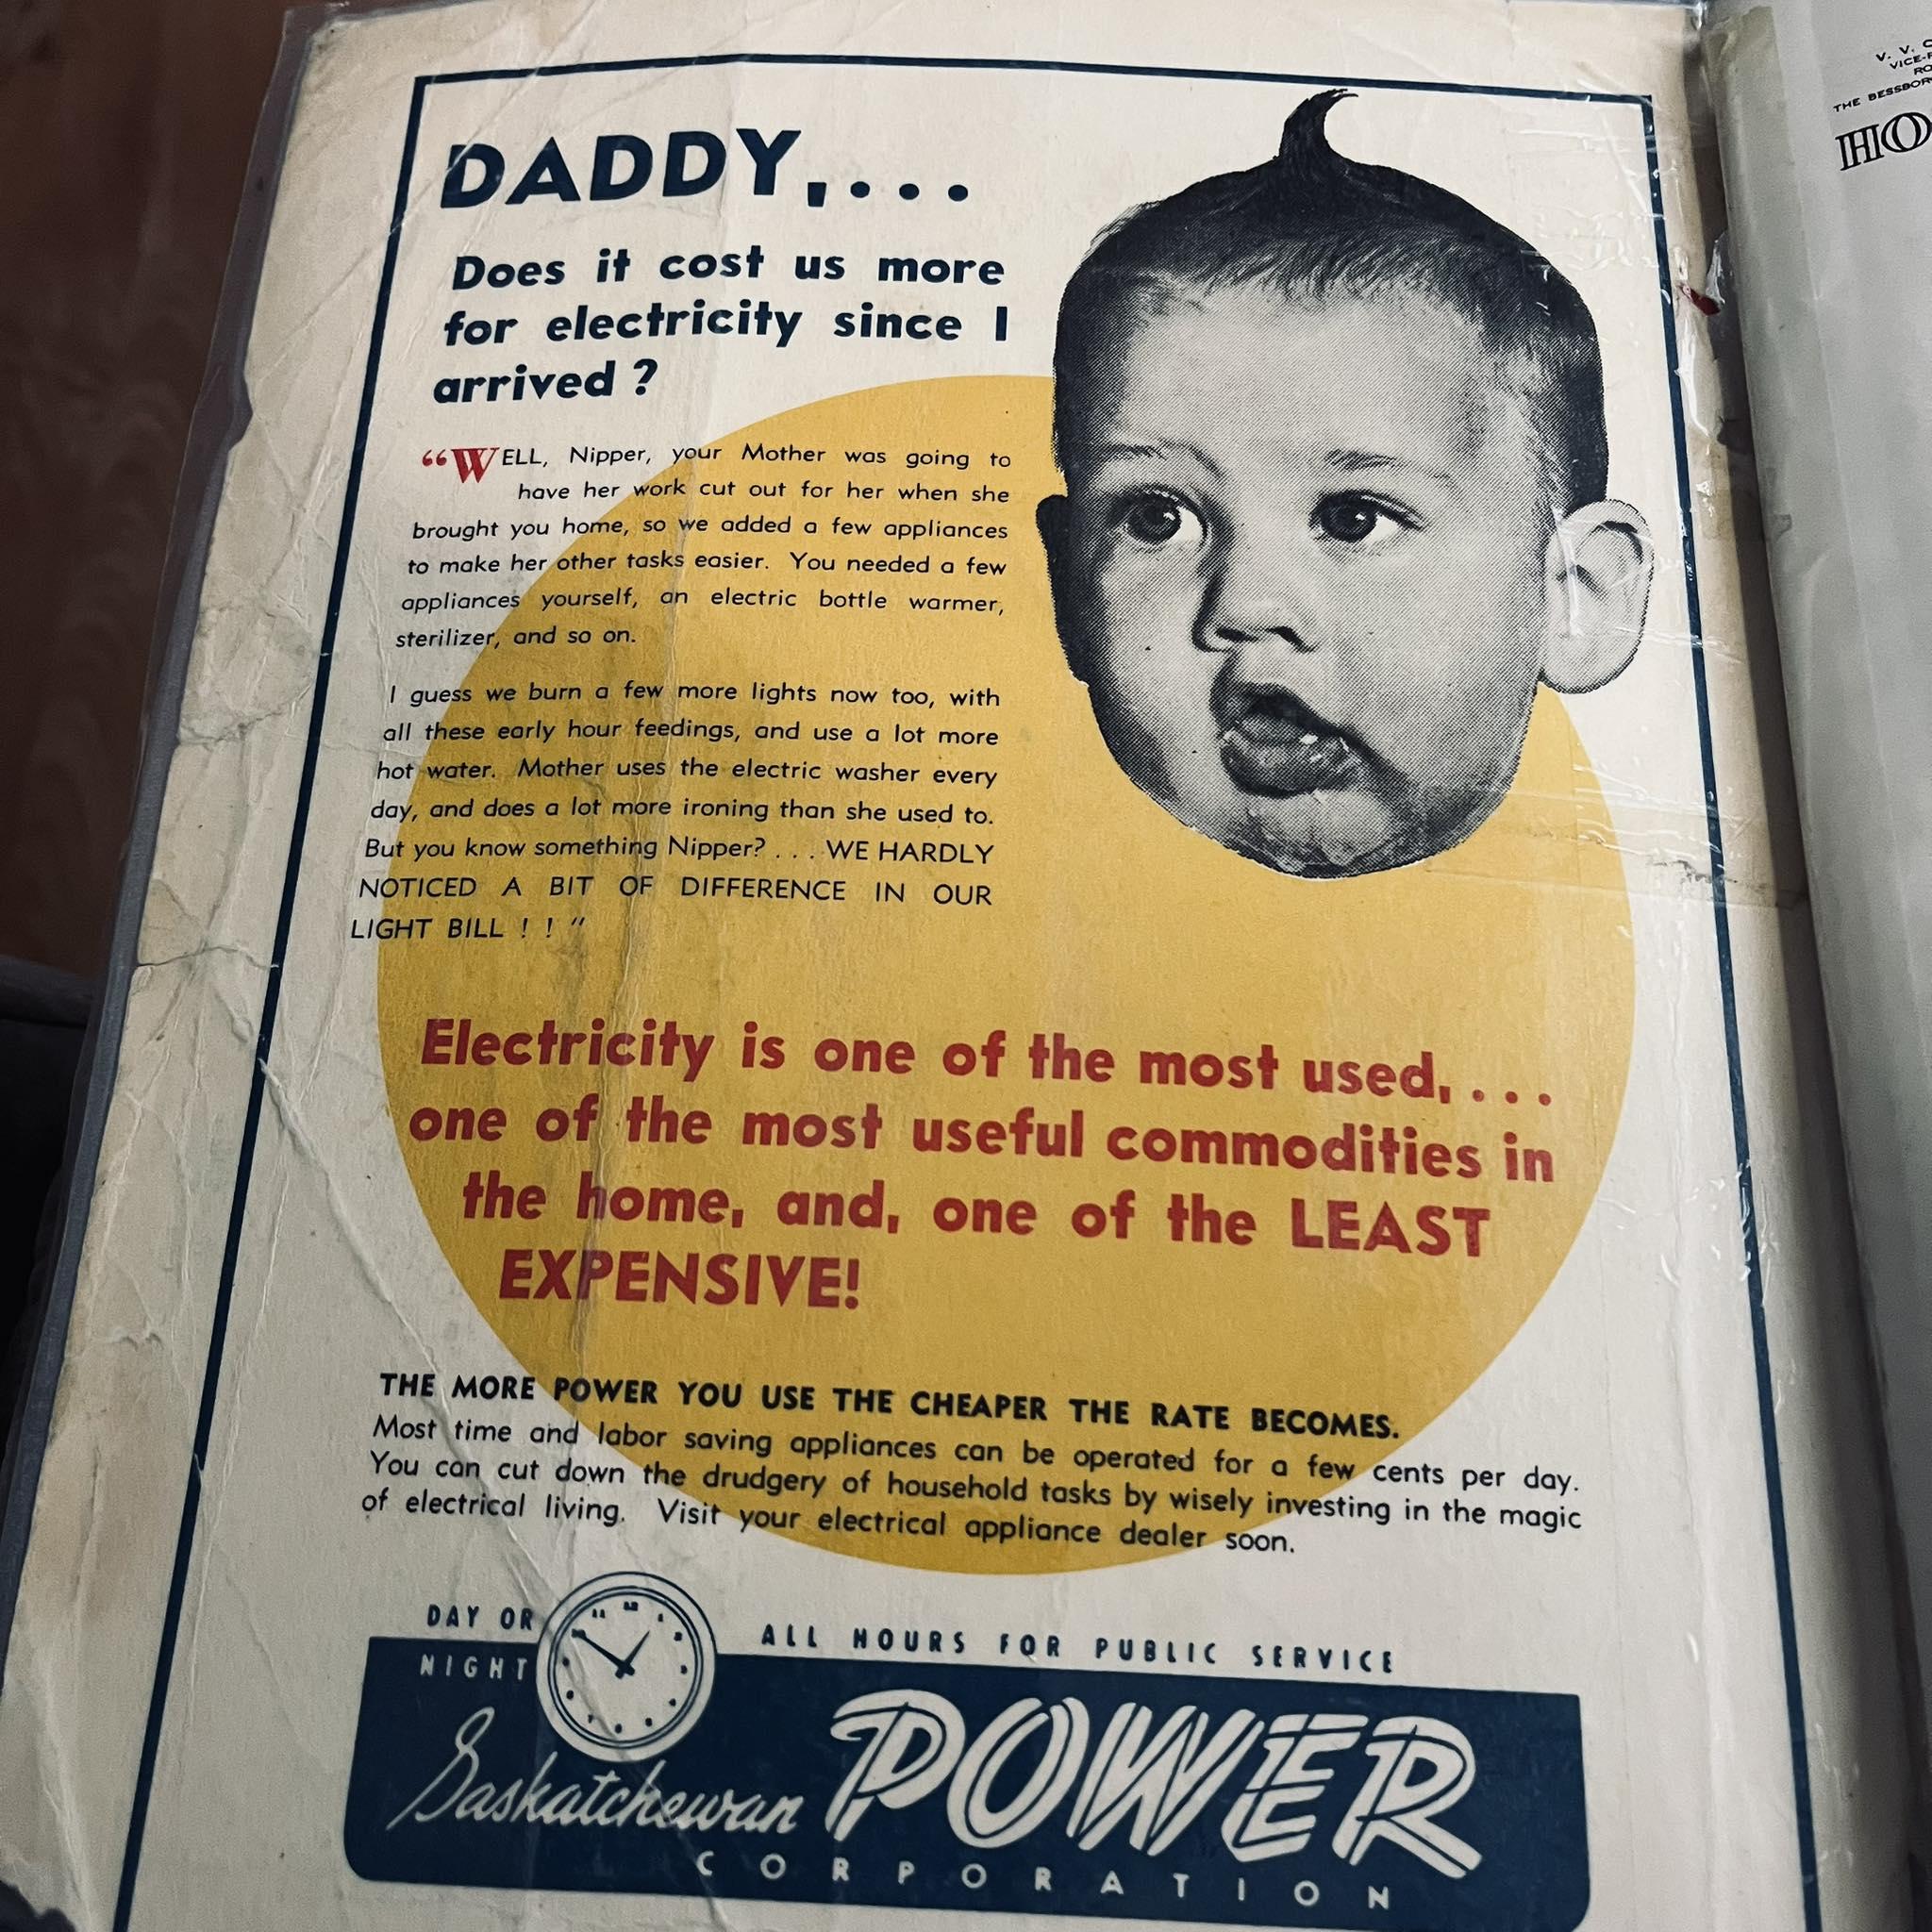 DADDY,...
Does it cost us more
for electricity since I
arrived ?
“WELL, Nipper, your Mother was going to
have her work cut out for her when she
brought you home, so we added a few appliances
to make her other tasks easier. You needed a few
appliances yourself, an electric bottle warmer,
sterilizer, and so on.
I guess we burn a few more lights now too, with
all these early hour feedings, and use a lot more
hot water. Mother uses the electric washer every
day, and does a lot more ironing than she used to.
But you know something Nipper? . . . WE HARDLY
NOTICED A BIT OF DIFFERENCE IN OUR
LIGHT BILL ! ! ”
Electricity is one of the most used, . . .
one of the most useful commodities in
the home, and, one of the LEAST
EXPENSIVE!
THE MORE POWER YOU USE THE CHEAPER THE RATE BECOMES.
Most time and labor saving appliances can be operated for a few cents per day.
You can cut down the drudgery of household tasks by wisely investing in the magic
of electrical living. Visit your electrical appliance dealer soon.
DAY OR
NIGHT
ALL HOURS FOR PUBLIC SERVICE
Saskatchewan POWER
CORPORATION
V. V.
THE